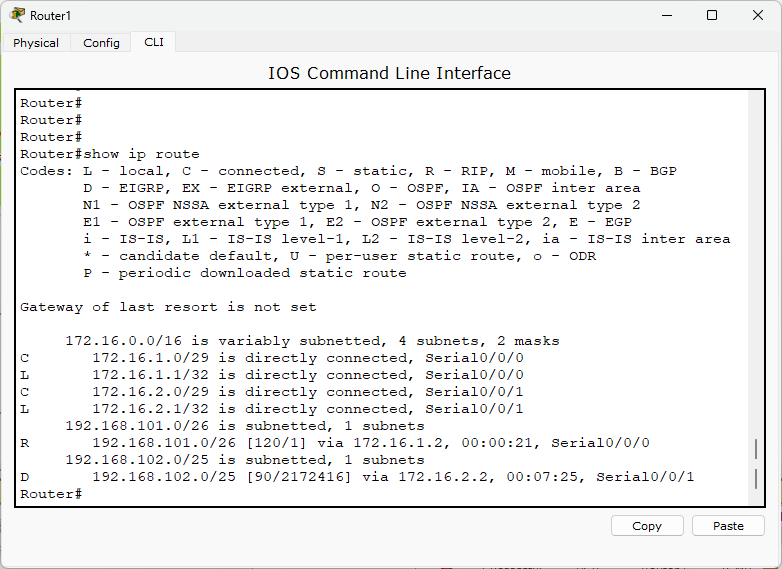 Router1
Physical Config CLI
IOS Command Line Interface
Router#
Router#
Router#
Router#show ip route
Codes: L - local, C - connected, S - static, R - RIP, M - mobile, B - BGP
       D - EIGRP, EX - EIGRP external, O - OSPF, IA - OSPF inter area
       N1 - OSPF NSSA external type 1, N2 - OSPF NSSA external type 2
       E1 - OSPF external type 1, E2 - OSPF external type 2, E - EGP
       i - IS-IS, L1 - IS-IS level-1, L2 - IS-IS level-2, ia - IS-IS inter area
       * - candidate default, U - per-user static route, o - ODR
       P - periodic downloaded static route

Gateway of last resort is not set

     172.16.0.0/16 is variably subnetted, 4 subnets, 2 masks
C       172.16.1.0/29 is directly connected, Serial0/0/0
L       172.16.1.1/32 is directly connected, Serial0/0/0
C       172.16.2.0/29 is directly connected, Serial0/0/1
L       172.16.2.1/32 is directly connected, Serial0/0/1
     192.168.101.0/26 is subnetted, 1 subnets
R       192.168.101.0/26 [120/1] via 172.16.1.2, 00:00:21, Serial0/0/0
     192.168.102.0/25 is subnetted, 1 subnets
D       192.168.102.0/25 [90/2172416] via 172.16.2.2, 00:07:25, Serial0/0/1
Router#
Copy Paste